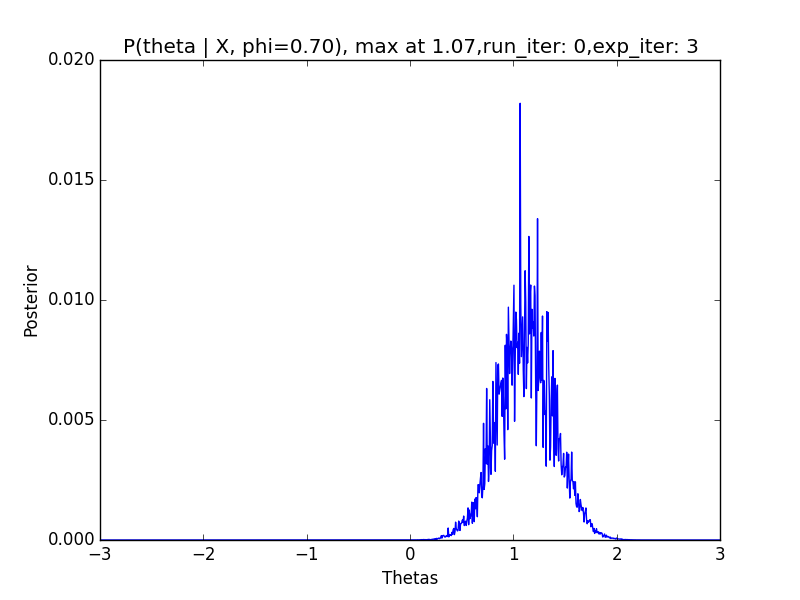 P(theta | X, phi=0.70), max at 1.07,run_iter: 0,exp_iter: 3
0.020
0.015
0.010
0.005
0.000
Posterior
−3 −2 −1 0 1 2 3
Thetas